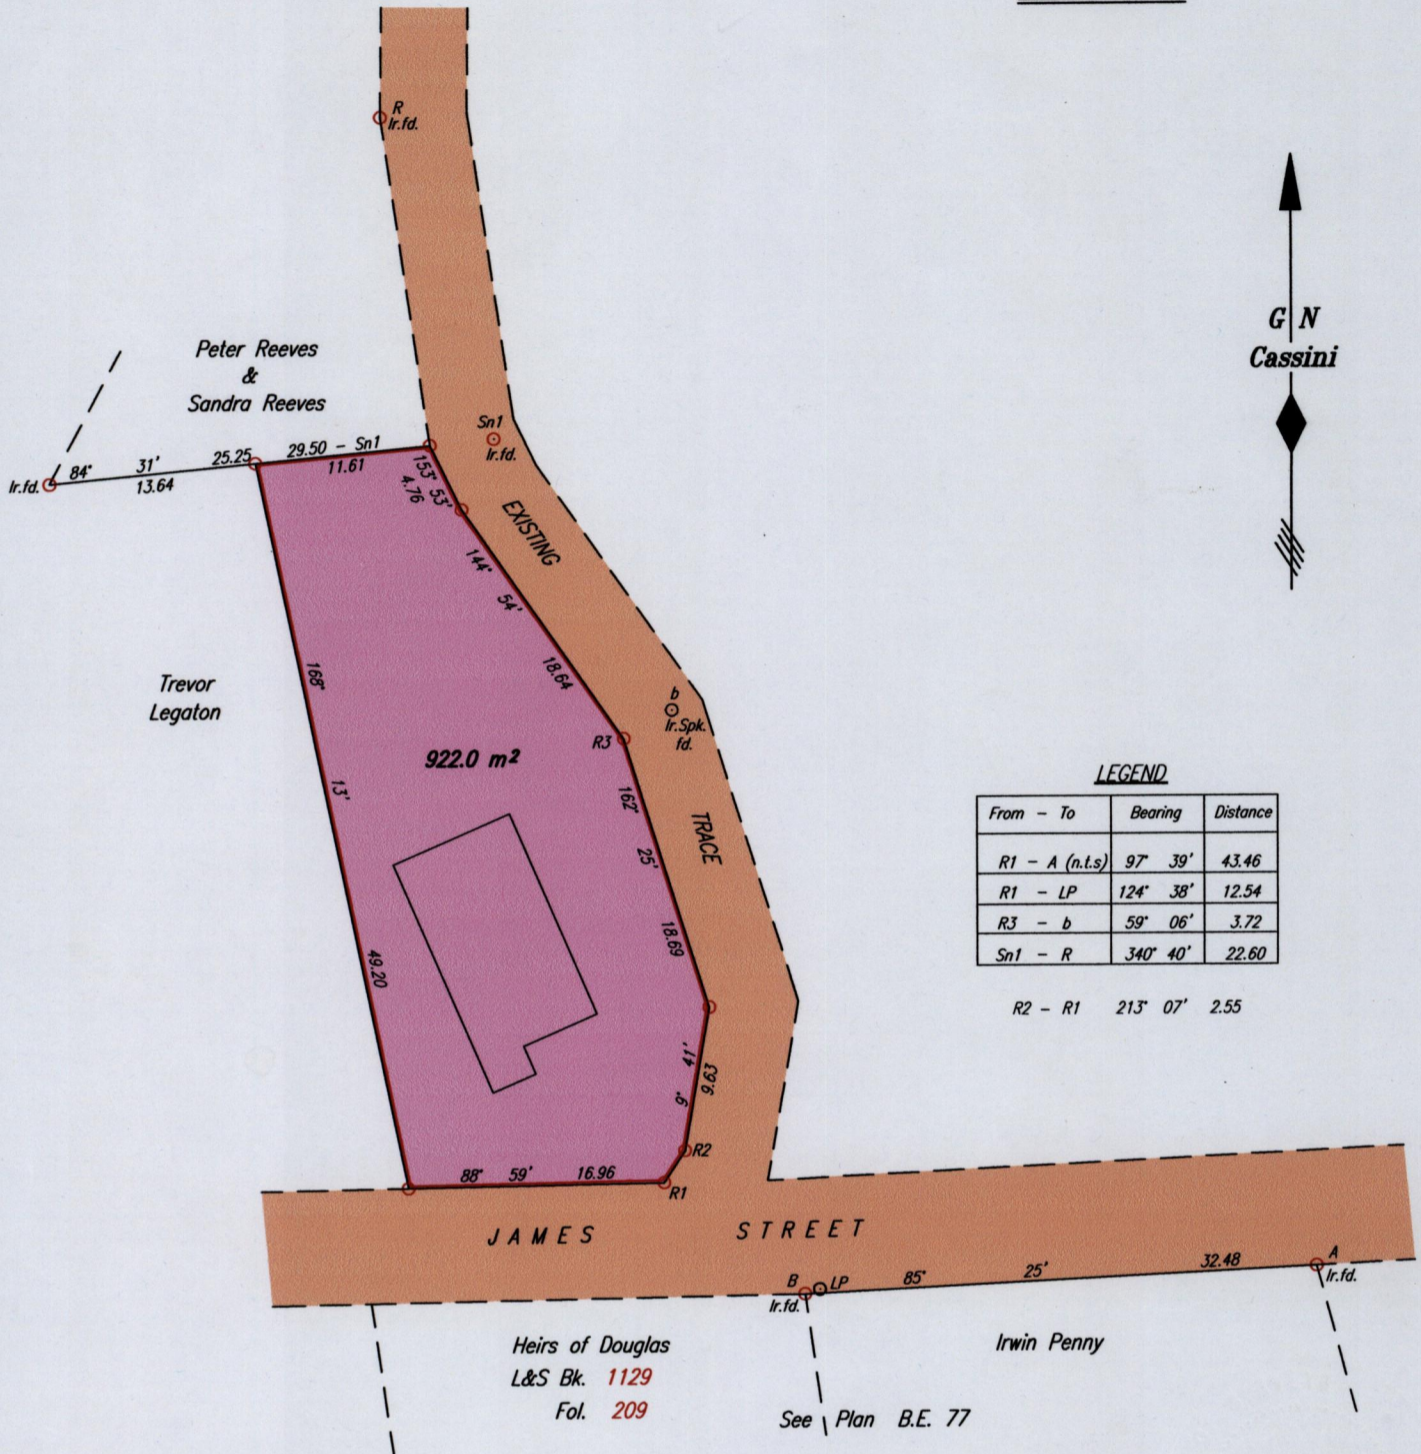 R
Ir.fd.
G N
Cassini
Peter Reeves
&
Sandra Reeves
Sn1
Ir.fd.
29.50 - Sn1
25.25
11.61
84° 31'
13.64
Ir.fd.
153° 53'
4.76
EXISTING
144° 54'
18.64
168° 13'
49.20
Trevor
Legaton
b
Ir.Spk.
fd.
R3
922.0 m²
162° 25'
18.69
TRACE
LEGEND
From - To Bearing Distance
R1 - A (n.t.s) 97° 39' 43.46
R1 - LP 124° 38' 12.54
R3 - b 59° 06' 3.72
Sn1 - R 340° 40' 22.60
R2 - R1 213° 07' 2.55
9° 41'
9.63
R2
88° 59' 16.96
R1
JAMES STREET
B
Ir.fd.
LP
85° 25' 32.48
A
Ir.fd.
Heirs of Douglas
L&S Bk. 1129
Fol. 209
Irwin Penny
See Plan B.E. 77